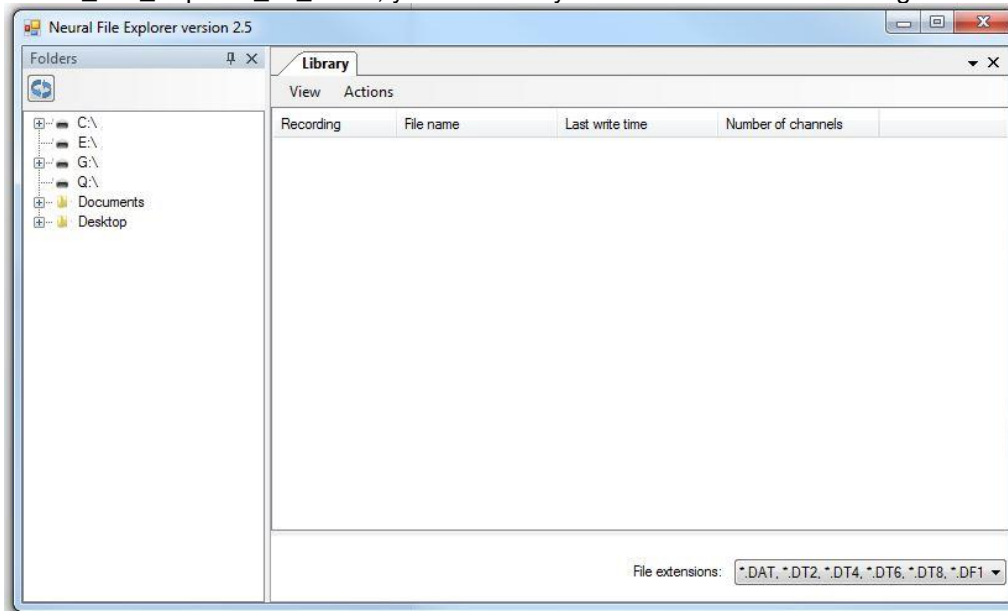 Neural File Explorer version 2.5
Folders
Library
View Actions
Recording File name Last write time Number of channels
C:\
E:\
G:\
Q:\
Documents
Desktop
File extensions: *.DAT, *.DT2, *.DT4, *.DT6, *.DT8, *.DF1